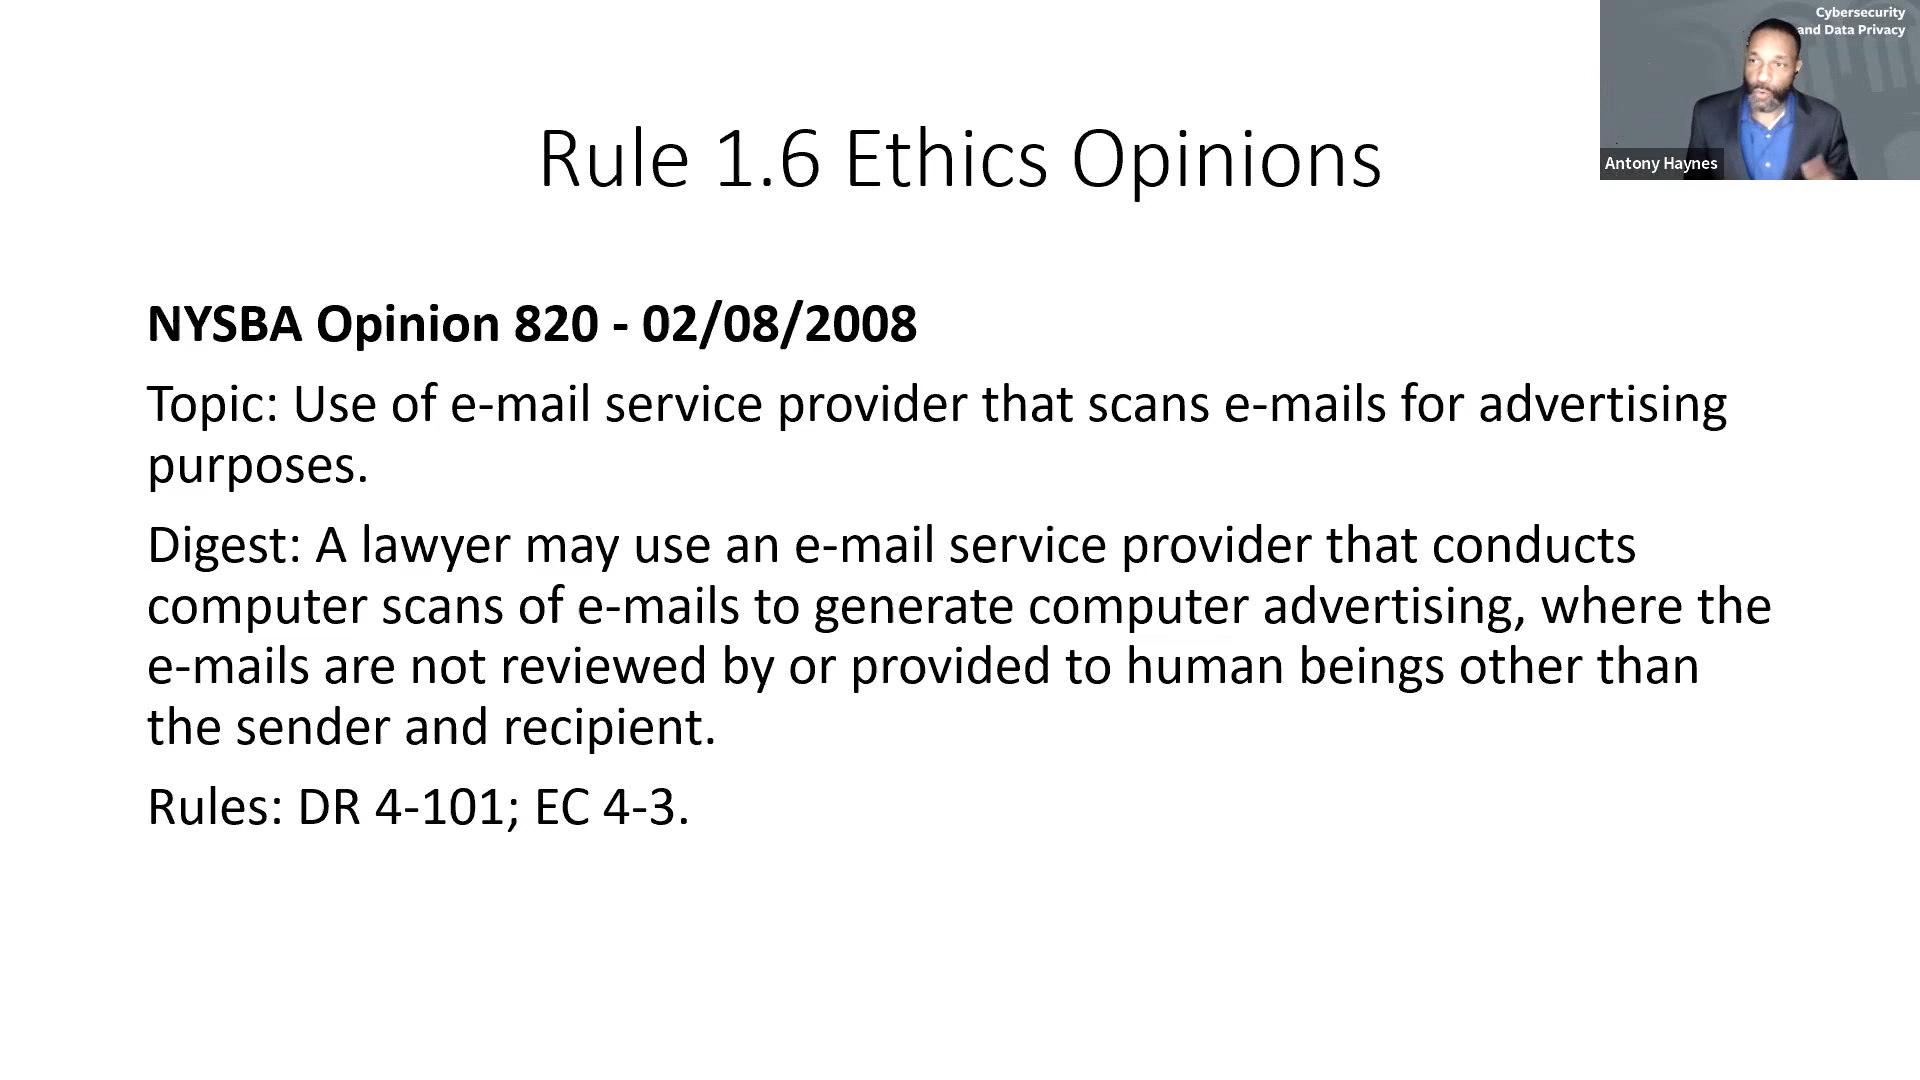 Cybersecurity
and Data Privacy
Antony Haynes
Rule 1.6 Ethics Opinions
NYSBA Opinion 820 - 02/08/2008
Topic: Use of e-mail service provider that scans e-mails for advertising
purposes.
Digest: A lawyer may use an e-mail service provider that conducts
computer scans of e-mails to generate computer advertising, where the
e-mails are not reviewed by or provided to human beings other than
the sender and recipient.
Rules: DR 4-101; EC 4-3.